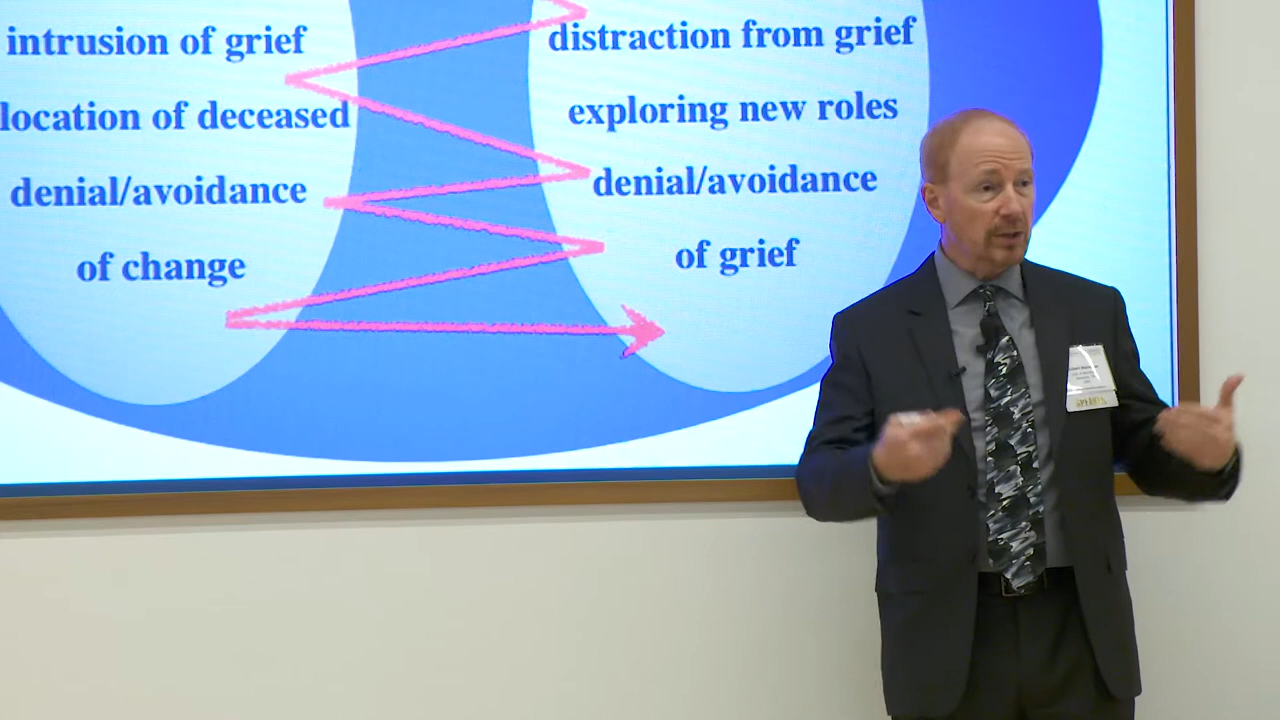 intrusion of grief
location of deceased
denial/avoidance
of change
distraction from grief
exploring new roles
denial/avoidance
of grief
SPEAKER